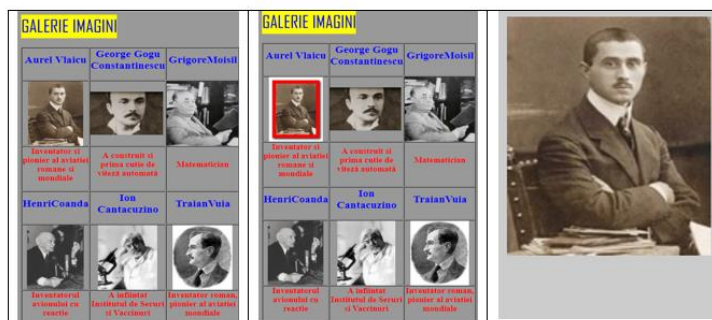 GALERIE IMAGINI
Aurel Vlaicu
George Gogu
Constantinescu
GrigoreMoisil
Inventator si
pionier al aviatiei
romane si
mondiale
A construit si
prima cutie de
viteză automată
Matematician
HenriCoanda
Ion
Cantacuzino
TraianVuia
Inventatorul
avionului cu
reactie
A infiintat
Institutul de Seruri
si Vaccinuri
Inventator roman,
pionier al aviatiei
mondiale
GALERIE IMAGINI
Aurel Vlaicu
George Gogu
Constantinescu
GrigoreMoisil
Inventator si
pionier al aviatiei
romane si
mondiale
A construit si
prima cutie de
viteză automată
Matematician
HenriCoanda
Ion
Cantacuzino
TraianVuia
Inventatorul
avionului cu
reactie
A infiintat
Institutul de Seruri
si Vaccinuri
Inventator roman,
pionier al aviatiei
mondiale